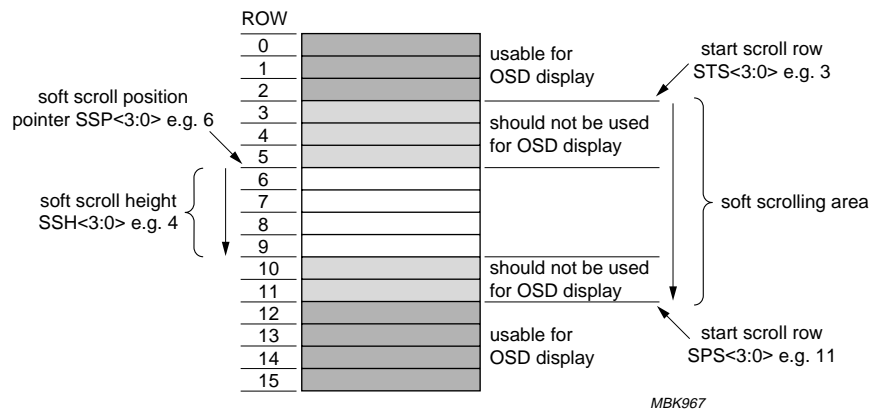 ROW
0
1
2
3
4
5
6
7
8
9
10
11
12
13
14
15
soft scroll position
pointer SSP<3:0> e.g. 6
soft scroll height
SSH<3:0> e.g. 4
usable for
OSD display
should not be used
for OSD display
should not be used
for OSD display
usable for
OSD display
start scroll row
STS<3:0> e.g. 3
soft scrolling area
start scroll row
SPS<3:0> e.g. 11
MBK967